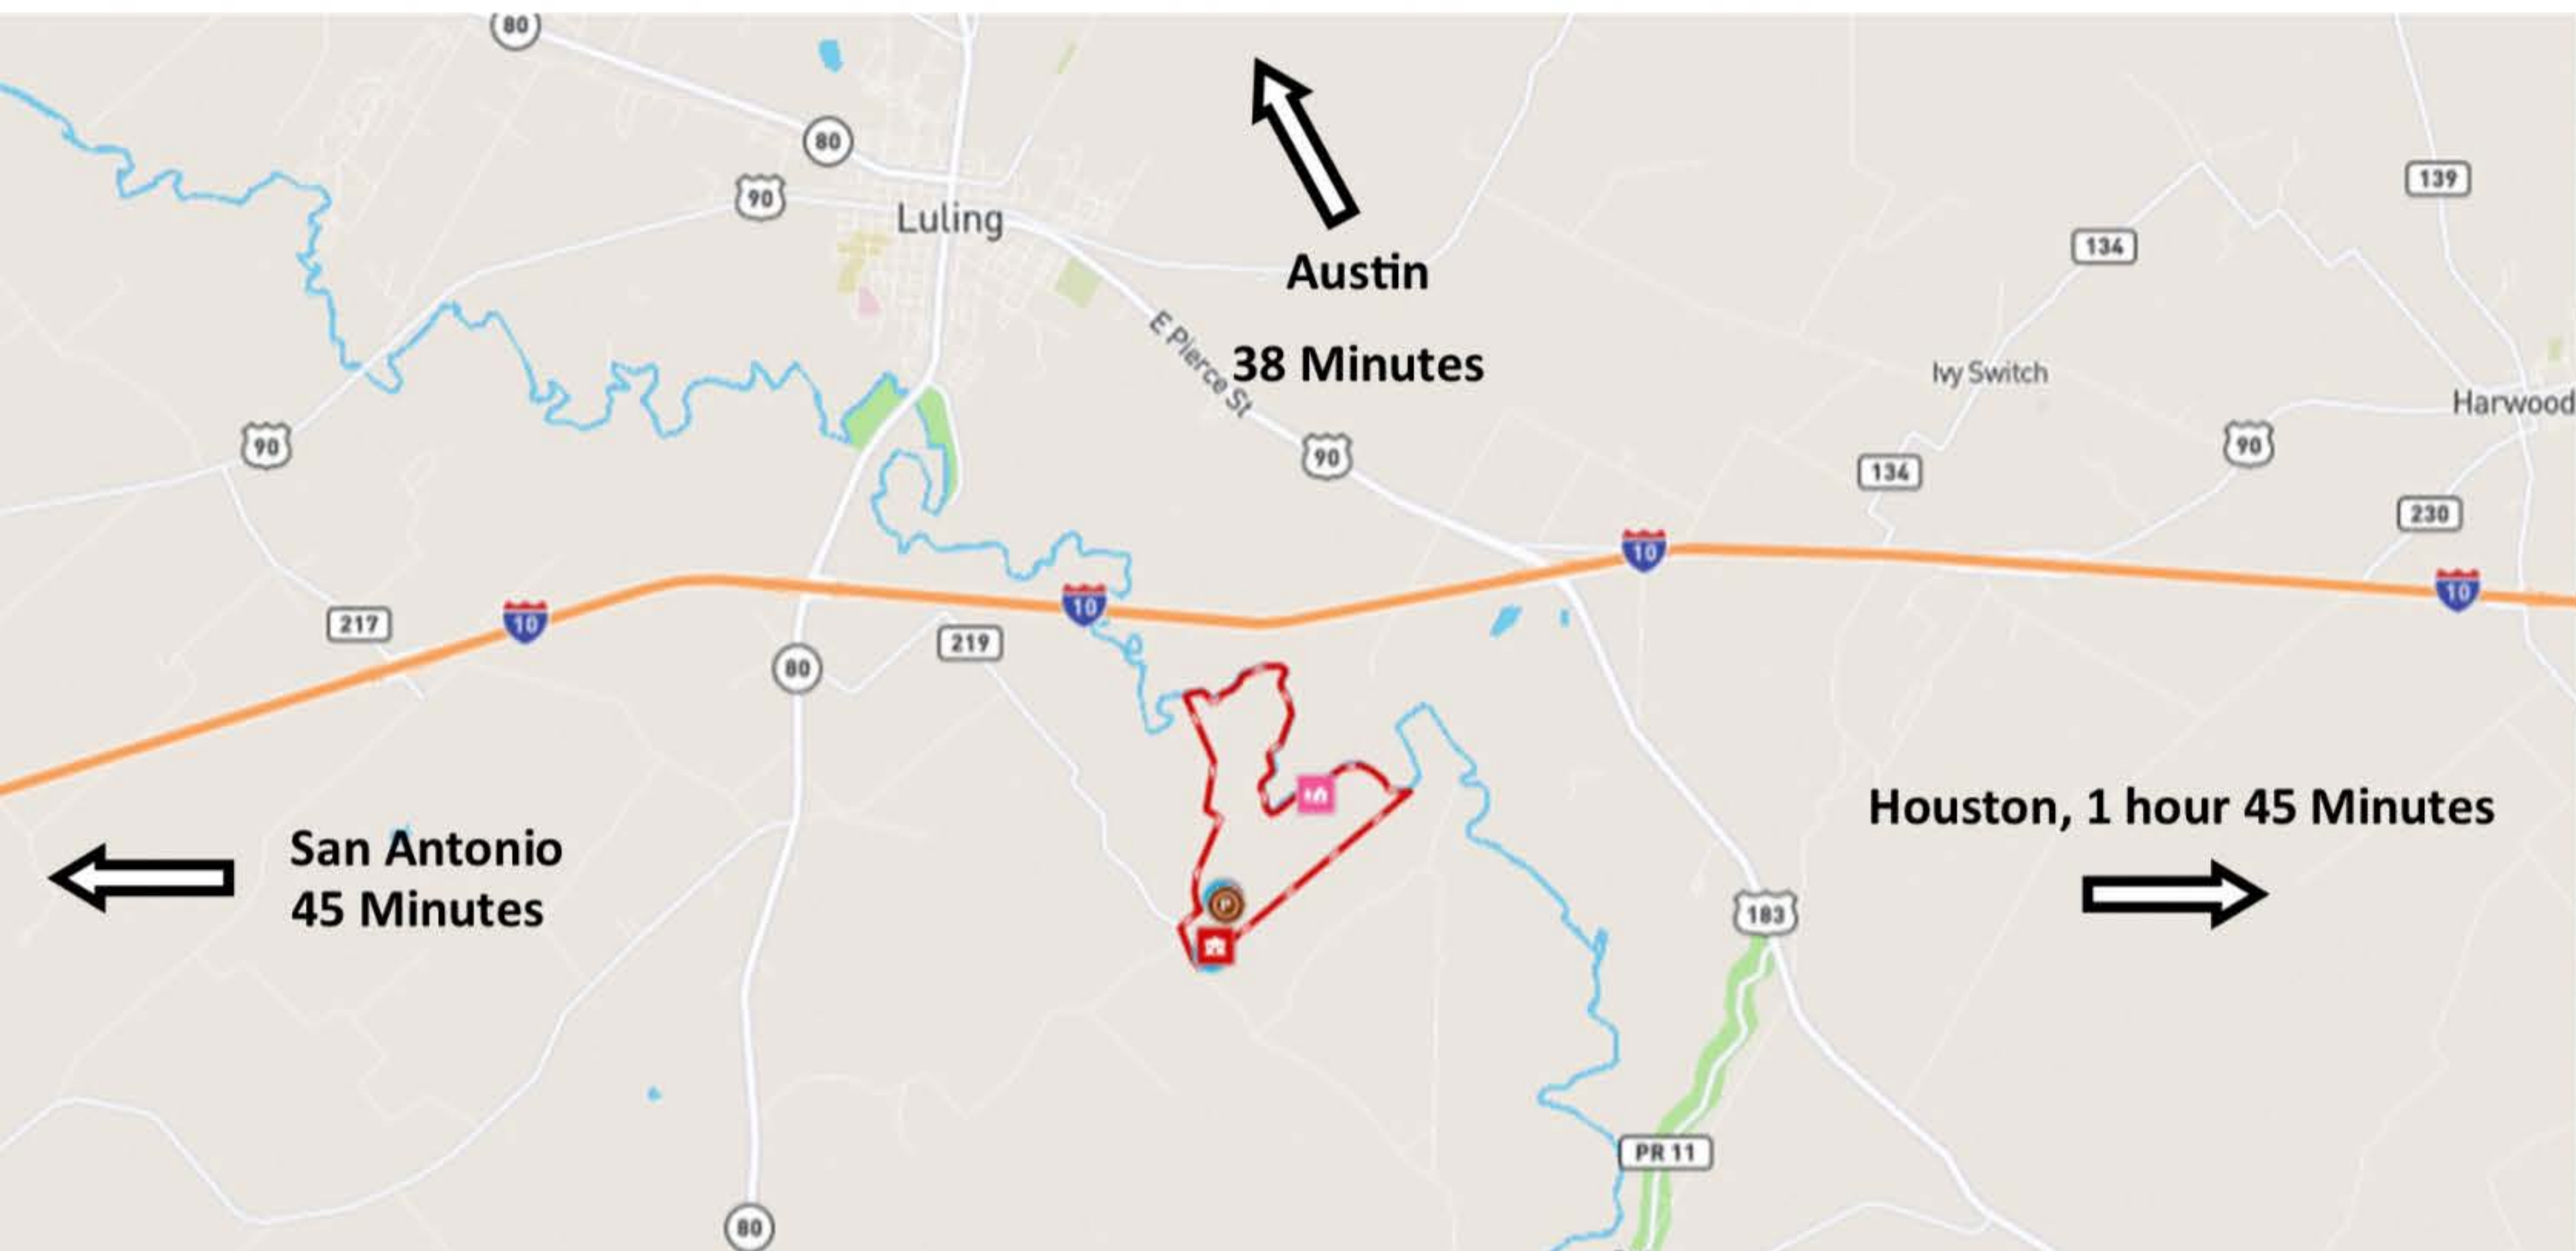 80
80
139
90
Luling
134
Austin
E Pierce St
38 Minutes
Ivy Switch
Harwood
90
90
90
134
230
10
10
10
217
10
219
80
San Antonio
45 Minutes
Houston, 1 hour 45 Minutes
P
183
PR 11
80